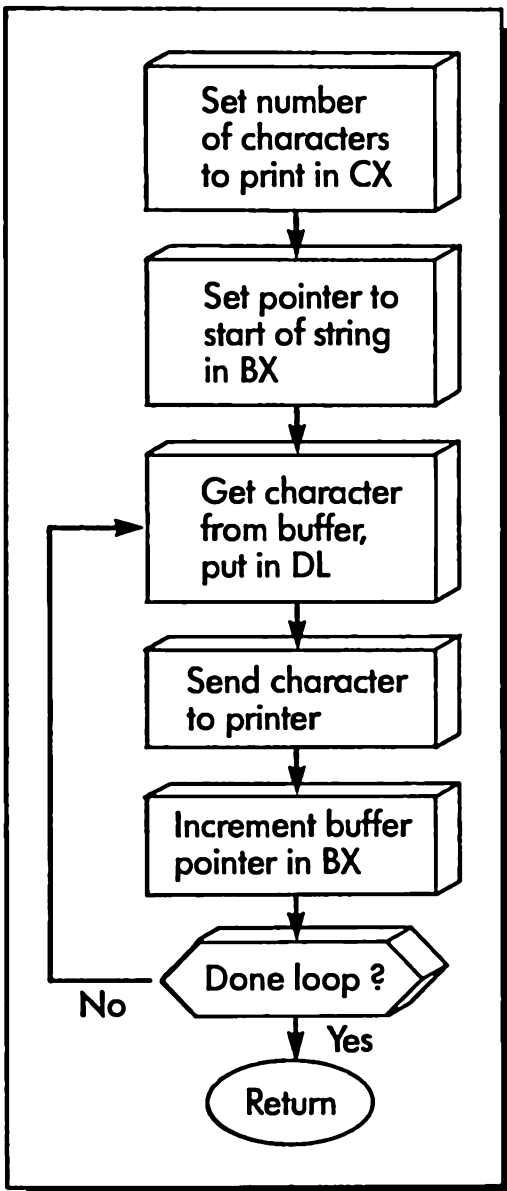 Set number
of characters
to print in CX
Set pointer to
start of string
in BX
Get character
from buffer,
put in DL
Send character
to printer
Increment buffer
pointer in BX
Done loop ?
No
Yes
Return